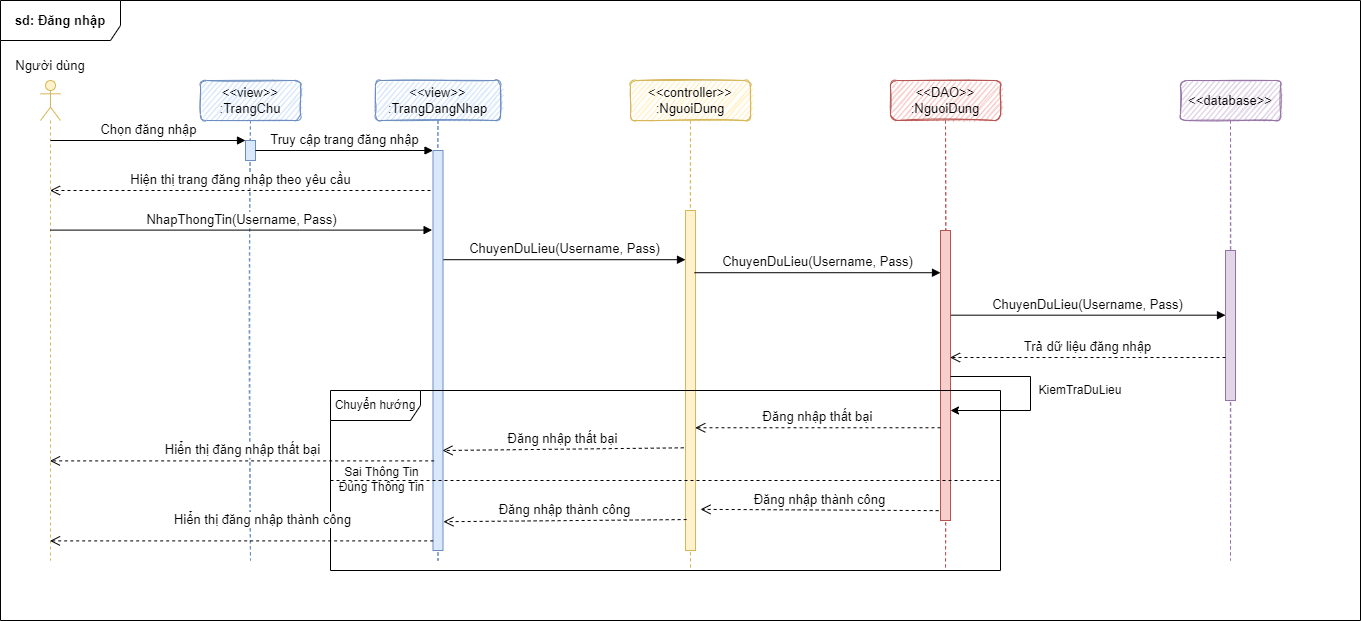 sd: Đăng nhập
Người dùng
<<view>>
:TrangChu
<<view>>
:TrangDangNhap
<<controller>>
:NguoiDung
<<DAO>>
:NguoiDung
<<database>>
Chọn đăng nhập
Truy cập trang đăng nhập
Hiện thị trang đăng nhập theo yêu cầu
NhapThongTin(Username, Pass)
ChuyenDuLieu(Username, Pass)
ChuyenDuLieu(Username, Pass)
ChuyenDuLieu(Username, Pass)
Trả dữ liệu đăng nhập
KiemTraDuLieu
Chuyển hướng
Đăng nhập thất bại
Đăng nhập thất bại
Hiển thị đăng nhập thất bại
Sai Thông Tin
Đúng Thông Tin
Đăng nhập thành công
Đăng nhập thành công
Hiển thị đăng nhập thành công